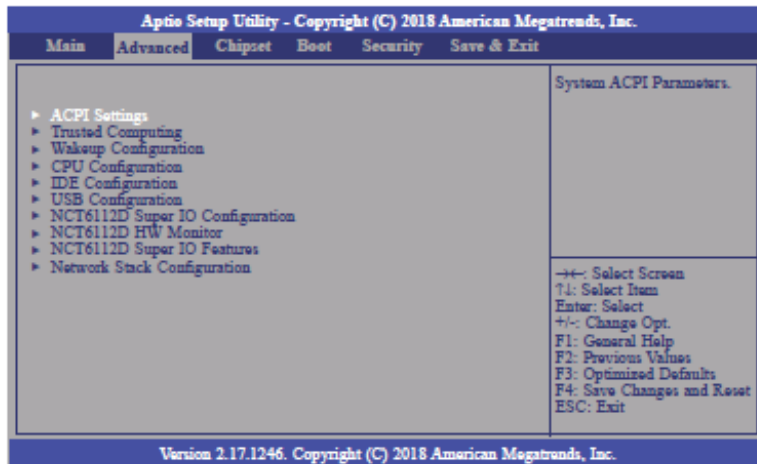 Aptio Setup Utility - Copyright (C) 2018 American Megatrends, Inc.
Main Advanced Chipset Boot Security Save & Exit
► ACPI Settings
► Trusted Computing
► Wakeup Configuration
► CPU Configuration
► IDE Configuration
► USB Configuration
► NCT6112D Super IO Configuration
► NCT6112D HW Monitor
► NCT6112D Super IO Features
► Network Stack Configuration
System ACPI Parameters.
→←: Select Screen
↑↓: Select Item
Enter: Select
+/-: Change Opt.
F1: General Help
F2: Previous Values
F3: Optimized Defaults
F4: Save Changes and Reset
ESC: Exit
Version 2.17.1246. Copyright (C) 2018 American Megatrends, Inc.